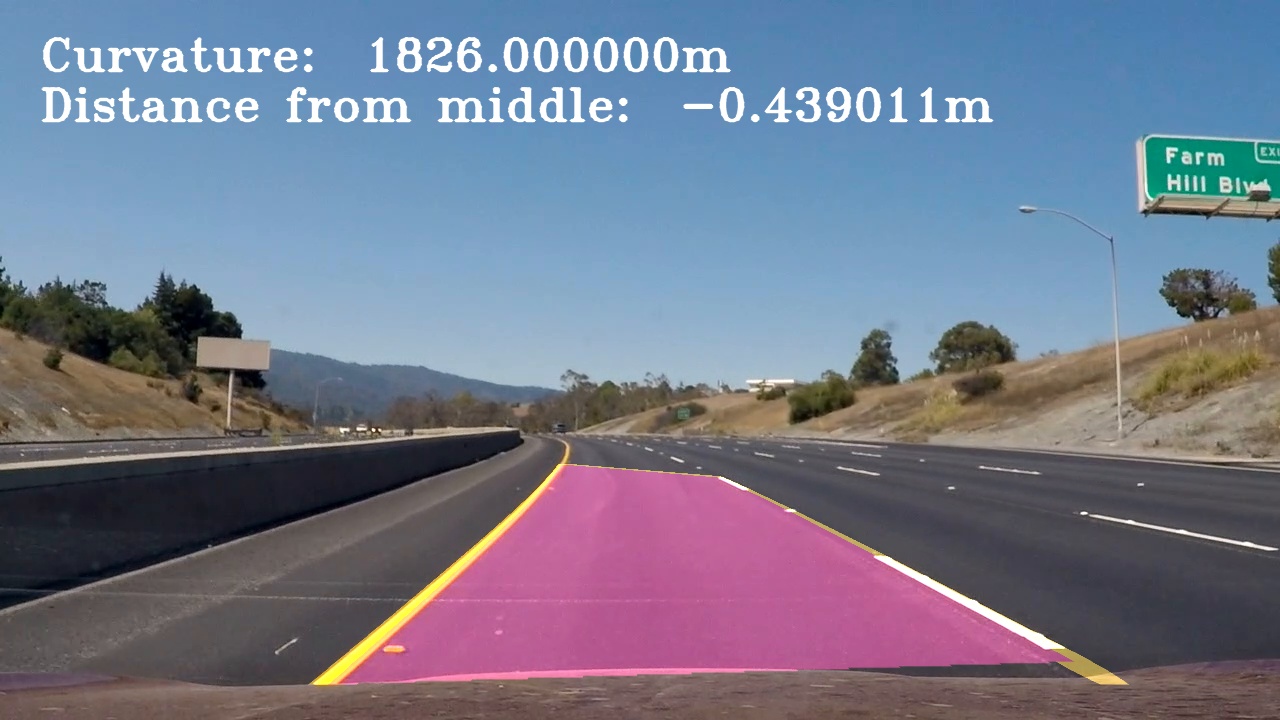 Curvature: 1826.000000m
Distance from middle: -0.439011m
Farm
Hill Blvd